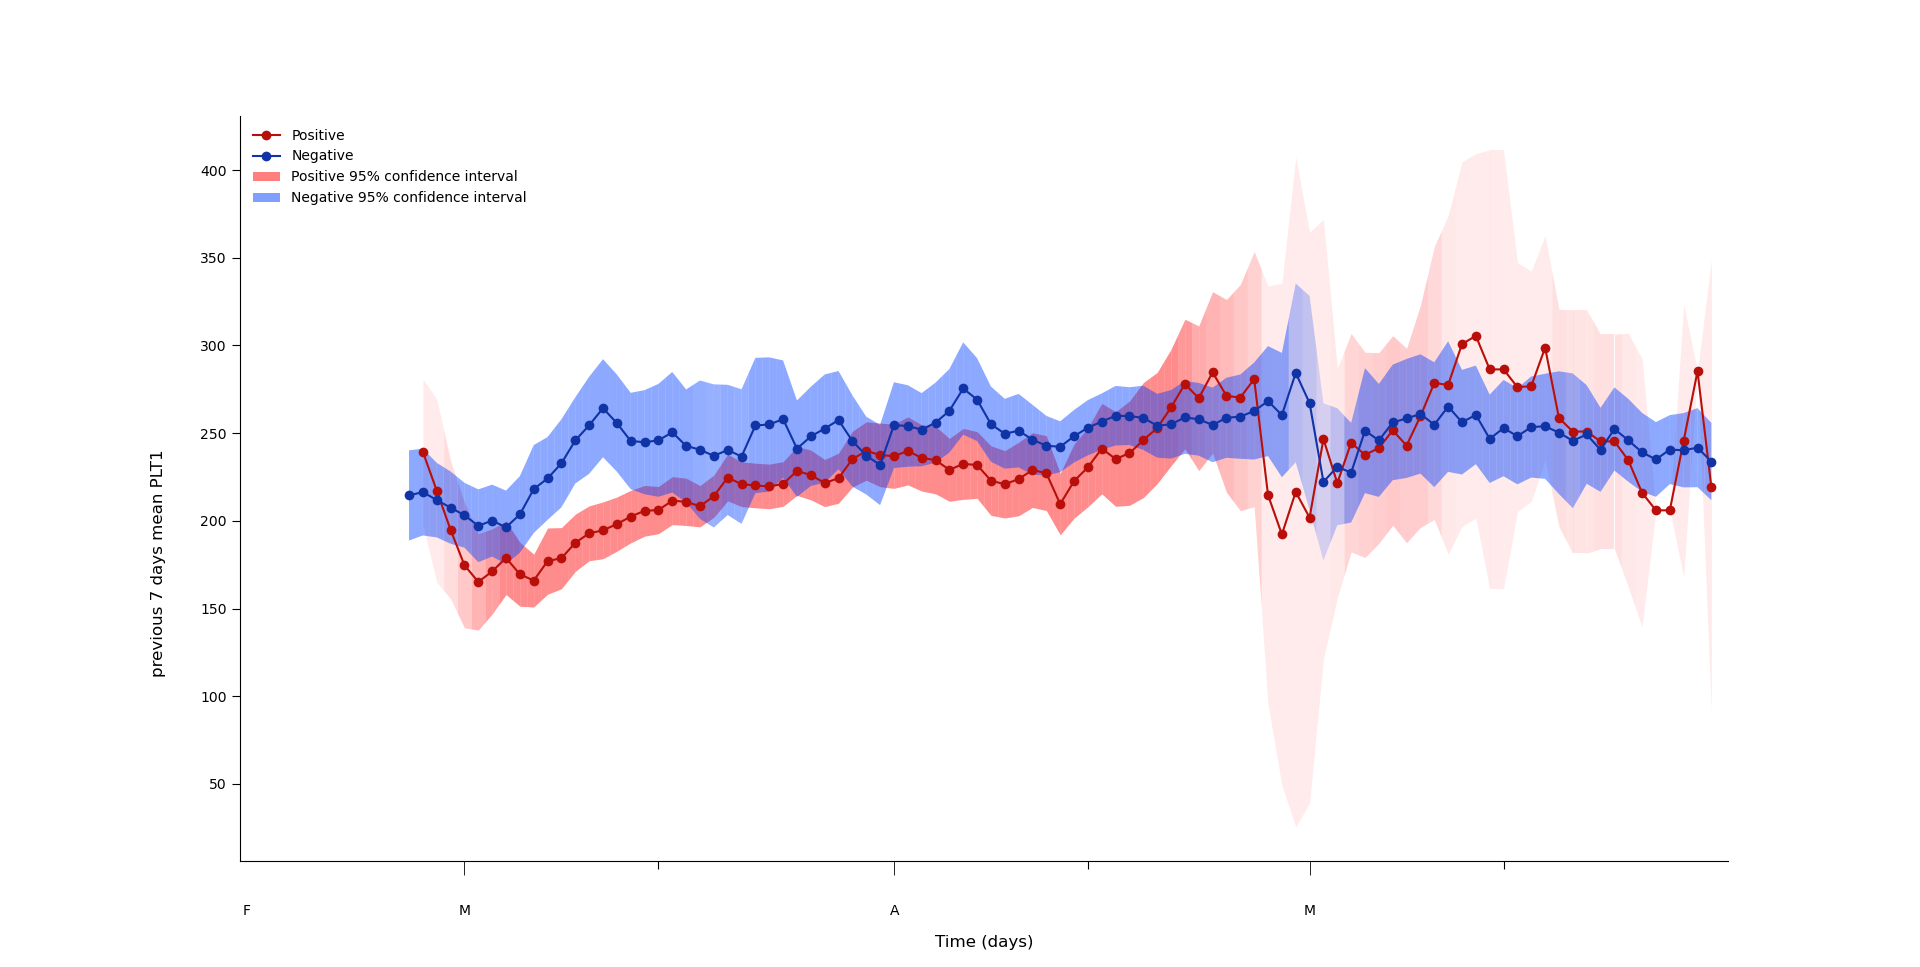 Positive
Negative
Positive 95% confidence interval
Negative 95% confidence interval
400
350
300
250
200
150
100
50
previous 7 days mean PLT1
F M A M
Time (days)